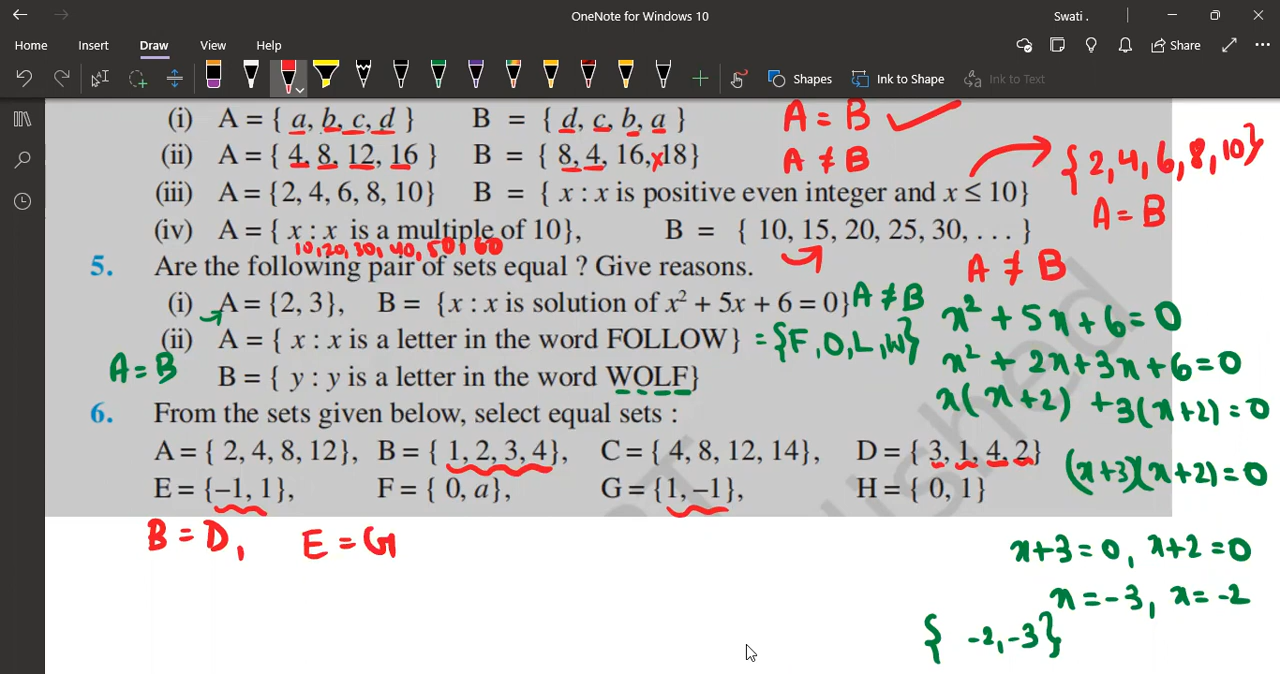 OneNote for Windows 10
Swati .
Home Insert Draw View Help
Share
Shapes Ink to Shape Ink to Text
(i) A = { a, b, c, d } B = { d, c, b, a } A = B ✓
(ii) A = { 4, 8, 12, 16 } B = { 8, 4, 16, 18} A ≠ B
{2, 4, 6, 8, 10}
(iii) A = {2, 4, 6, 8, 10} B = { x : x is positive even integer and x ≤ 10}
A = B
(iv) A = { x : x is a multiple of 10}, B = { 10, 15, 20, 25, 30, . . . }
10, 20, 30, 40, 50, 60
A ≠ B
5. Are the following pair of sets equal ? Give reasons.
(i) A = {2, 3}, B = {x : x is solution of x² + 5x + 6 = 0} A ≠ B
(ii) A = { x : x is a letter in the word FOLLOW} = {F, O, L, W}
A = B
B = { y : y is a letter in the word WOLF}
x² + 5x + 6 = 0
x² + 2x + 3x + 6 = 0
x(x+2) + 3(x+2) = 0
(x+3)(x+2) = 0
x+3 = 0, x+2 = 0
x = -3, x = -2
{ -2, -3}
6. From the sets given below, select equal sets :
A = { 2, 4, 8, 12}, B = { 1, 2, 3, 4}, C = { 4, 8, 12, 14}, D = { 3, 1, 4, 2}
E = {–1, 1}, F = { 0, a}, G = {1, –1}, H = { 0, 1}
B = D, E = G